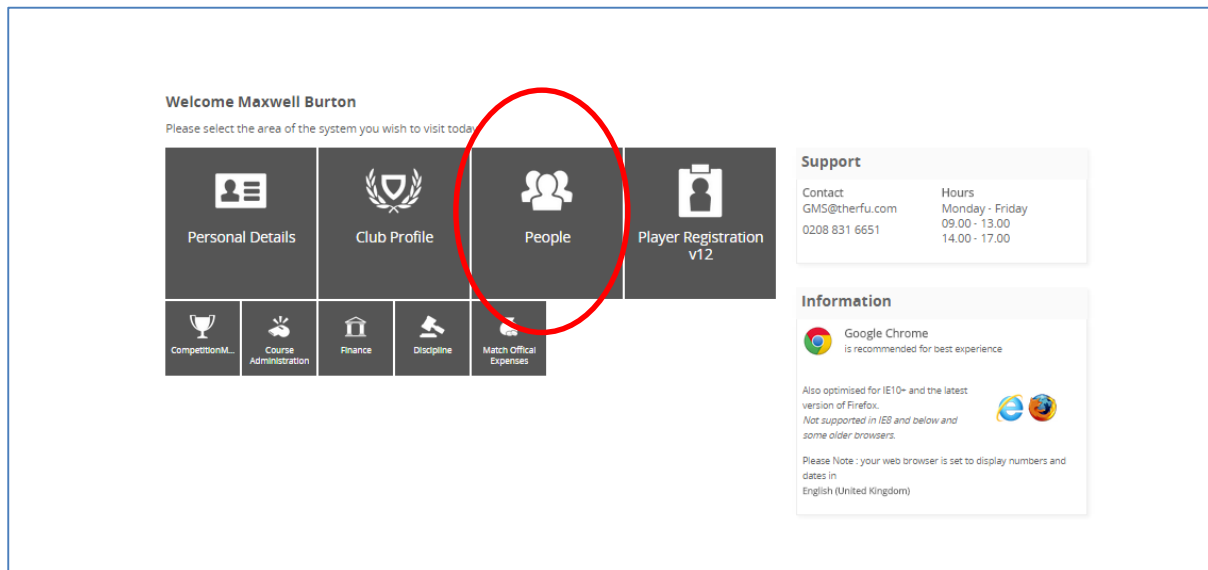 Welcome Maxwell Burton
Please select the area of the system you wish to visit today
Personal Details
Club Profile
People
Player Registration
v12
CompetitionM...
Course
Administration
Finance
Discipline
Match Offical
Expenses
Support
Contact
GMS@therfu.com
0208 831 6651
Hours
Monday - Friday
09.00 - 13.00
14.00 - 17.00
Information
Google Chrome
is recommended for best experience
Also optimised for IE10+ and the latest
version of Firefox.
Not supported in IE8 and below and
some older browsers.
Please Note : your web browser is set to display numbers and
dates in
English (United Kingdom)